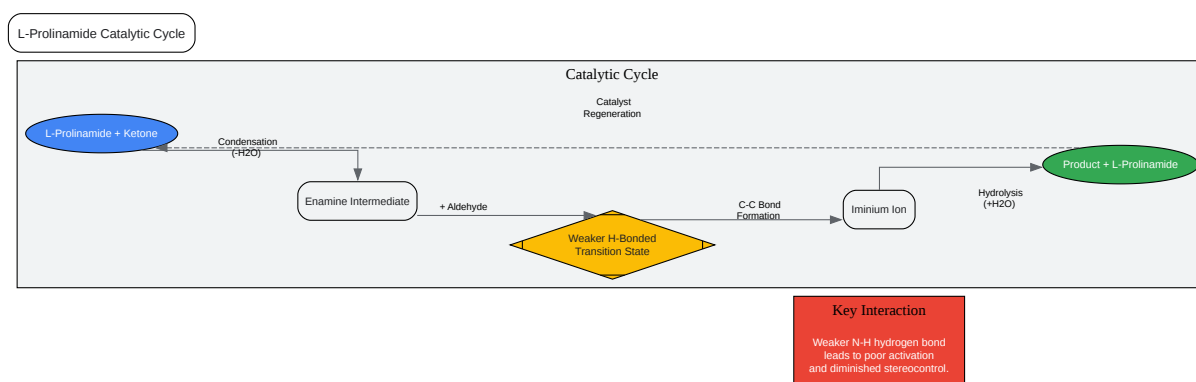 L-Prolinamide Catalytic Cycle
Catalytic Cycle
Catalyst
Regeneration
L-Prolinamide + Ketone
Condensation
(-H2O)
Product + L-Prolinamide
Enamine Intermediate
+ Aldehyde
C-C Bond
Formation
Iminium Ion
Hydrolysis
(+H2O)
Weaker H-Bonded
Transition State
Key Interaction
Weaker N-H hydrogen bond
leads to poor activation
and diminished stereocontrol.